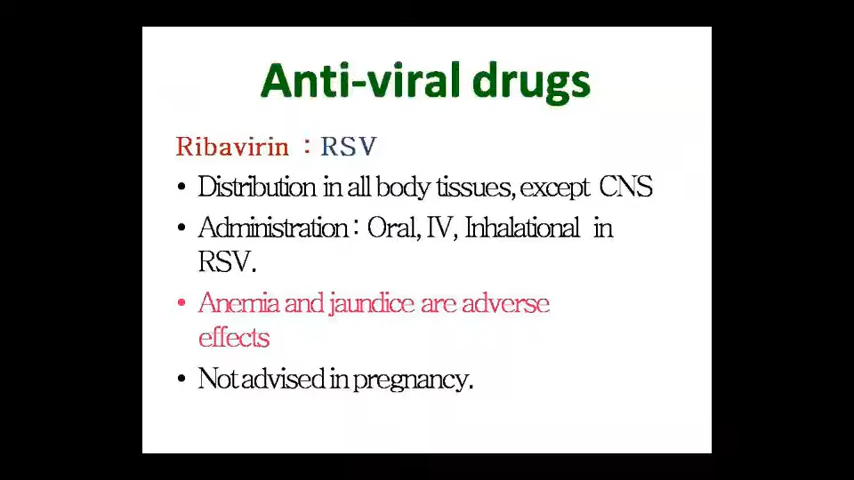 Anti-viral drugs
Ribavirin : RSV
• Distribution in all body tissues, except CNS
• Administration : Oral, IV, Inhalational in
RSV.
• Anemia and jaundice are adverse
effects
• Not advised in pregnancy.